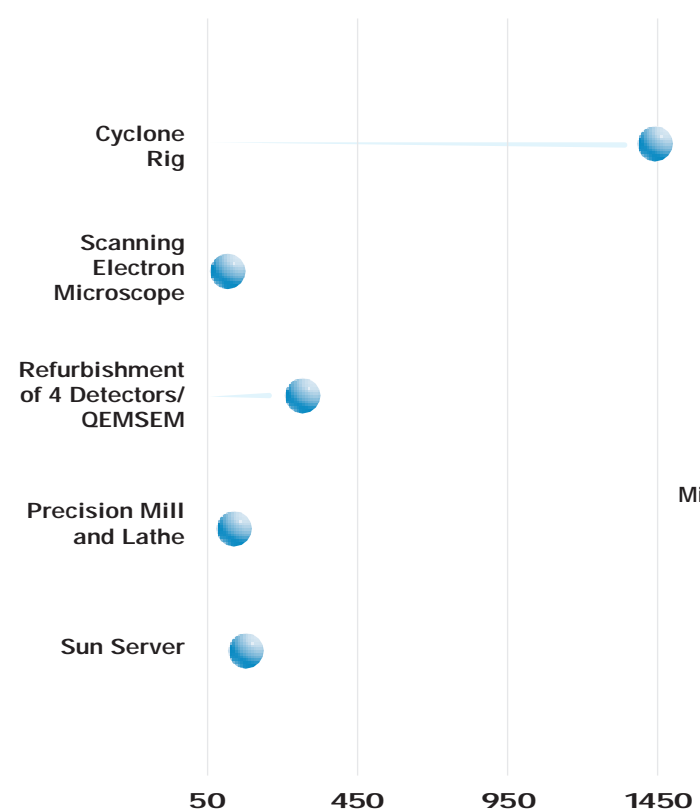 Cyclone
Rig
Scanning
Electron
Microscope
Refurbishment
of 4 Detectors/
QEMSEM
Precision Mill
and Lathe
Mi
Sun Server
50 450 950 1450